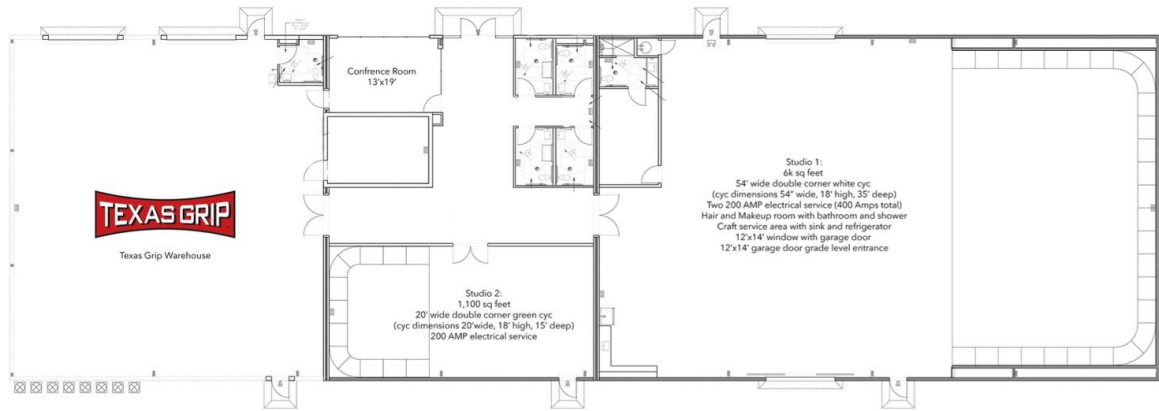 Confrence Room
13'x19'
TEXAS GRIP
Texas Grip Warehouse
Studio 1:
6k sq feet
54' wide double corner white cyc
(cyc dimensions 54" wide, 18' high, 35' deep)
Two 200 AMP electrical service (400 Amps total)
Hair and Makeup room with bathroom and shower
Craft service area with sink and refrigerator
12'x14' window with garage door
12'x14' garage door grade level entrance
Studio 2:
1,100 sq feet
20' wide double corner green cyc
(cyc dimensions 20'wide, 18' high, 15' deep)
200 AMP electrical service